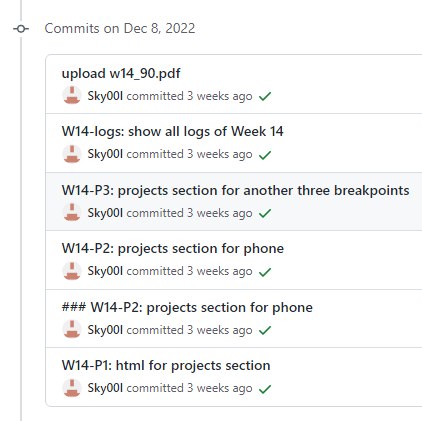 Commits on Dec 8, 2022
upload w14_90.pdf
Sky00l committed 3 weeks ago
W14-logs: show all logs of Week 14
Sky00l committed 3 weeks ago
W14-P3: projects section for another three breakpoints
Sky00l committed 3 weeks ago
W14-P2: projects section for phone
Sky00l committed 3 weeks ago
### W14-P2: projects section for phone
Sky00l committed 3 weeks ago
W14-P1: html for projects section
Sky00l committed 3 weeks ago